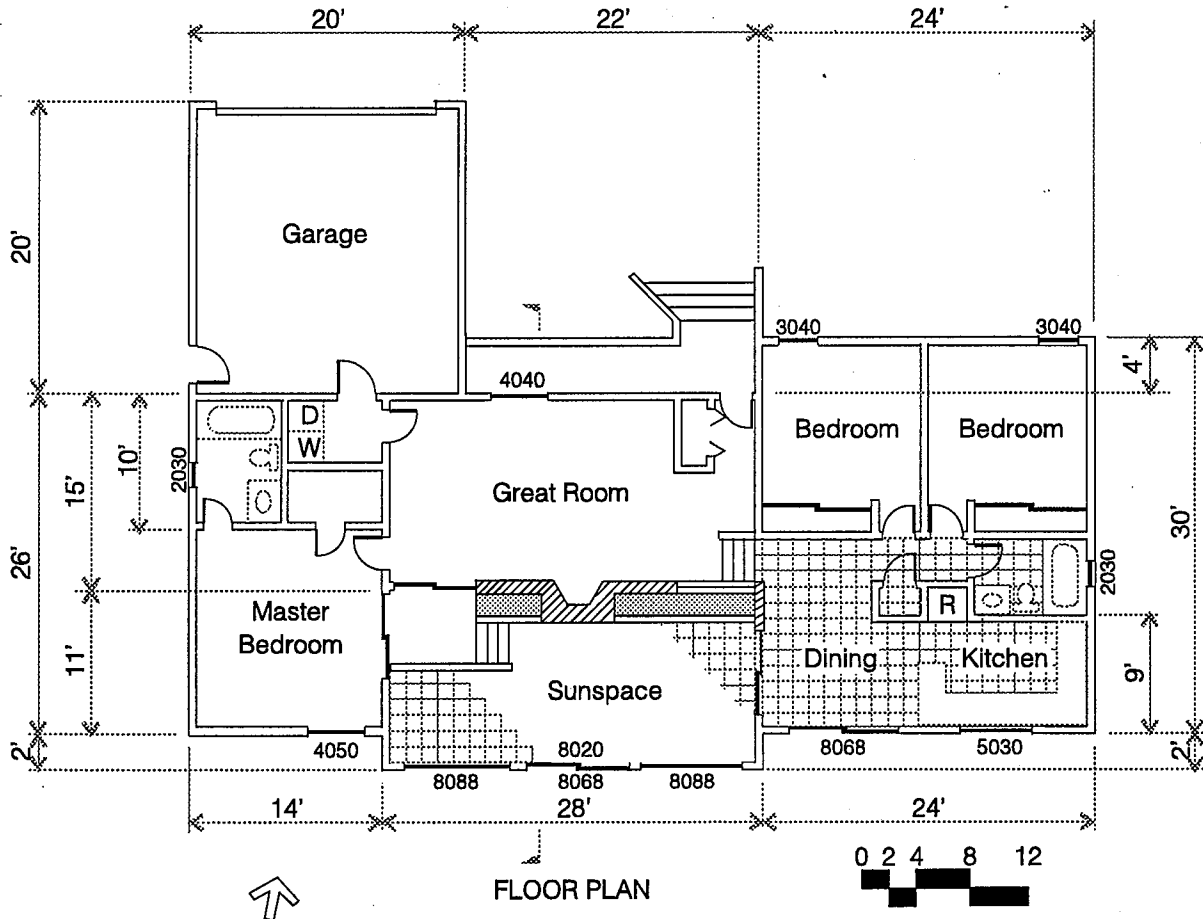 20' 22' 24'
20'
Garage
3040 3040
4'
4040
D
W
Bedroom Bedroom
2030
10'
15'
Great Room
26'
30'
2030
R
Master
Bedroom
11'
Dining Kitchen
9'
Sunspace
2' 4050 8020 8068 5030 2'
8088 8068 8088
14' 28' 24'
0 2 4 8 12
FLOOR PLAN